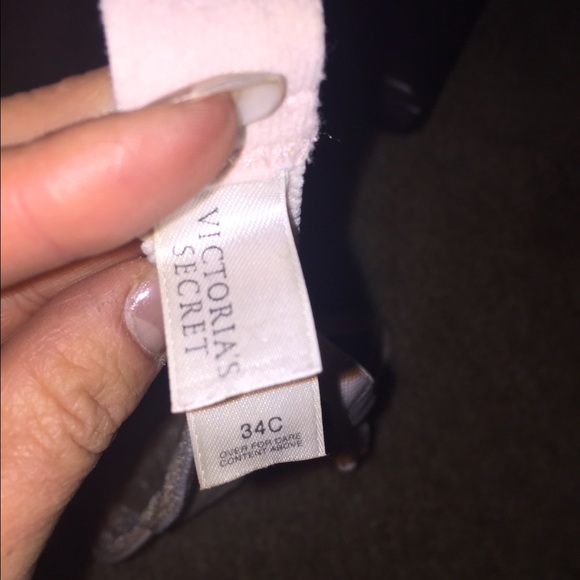 VICTORIA'S
SECRET
34C
OVER FOR CARE
CONTENT ABOVE